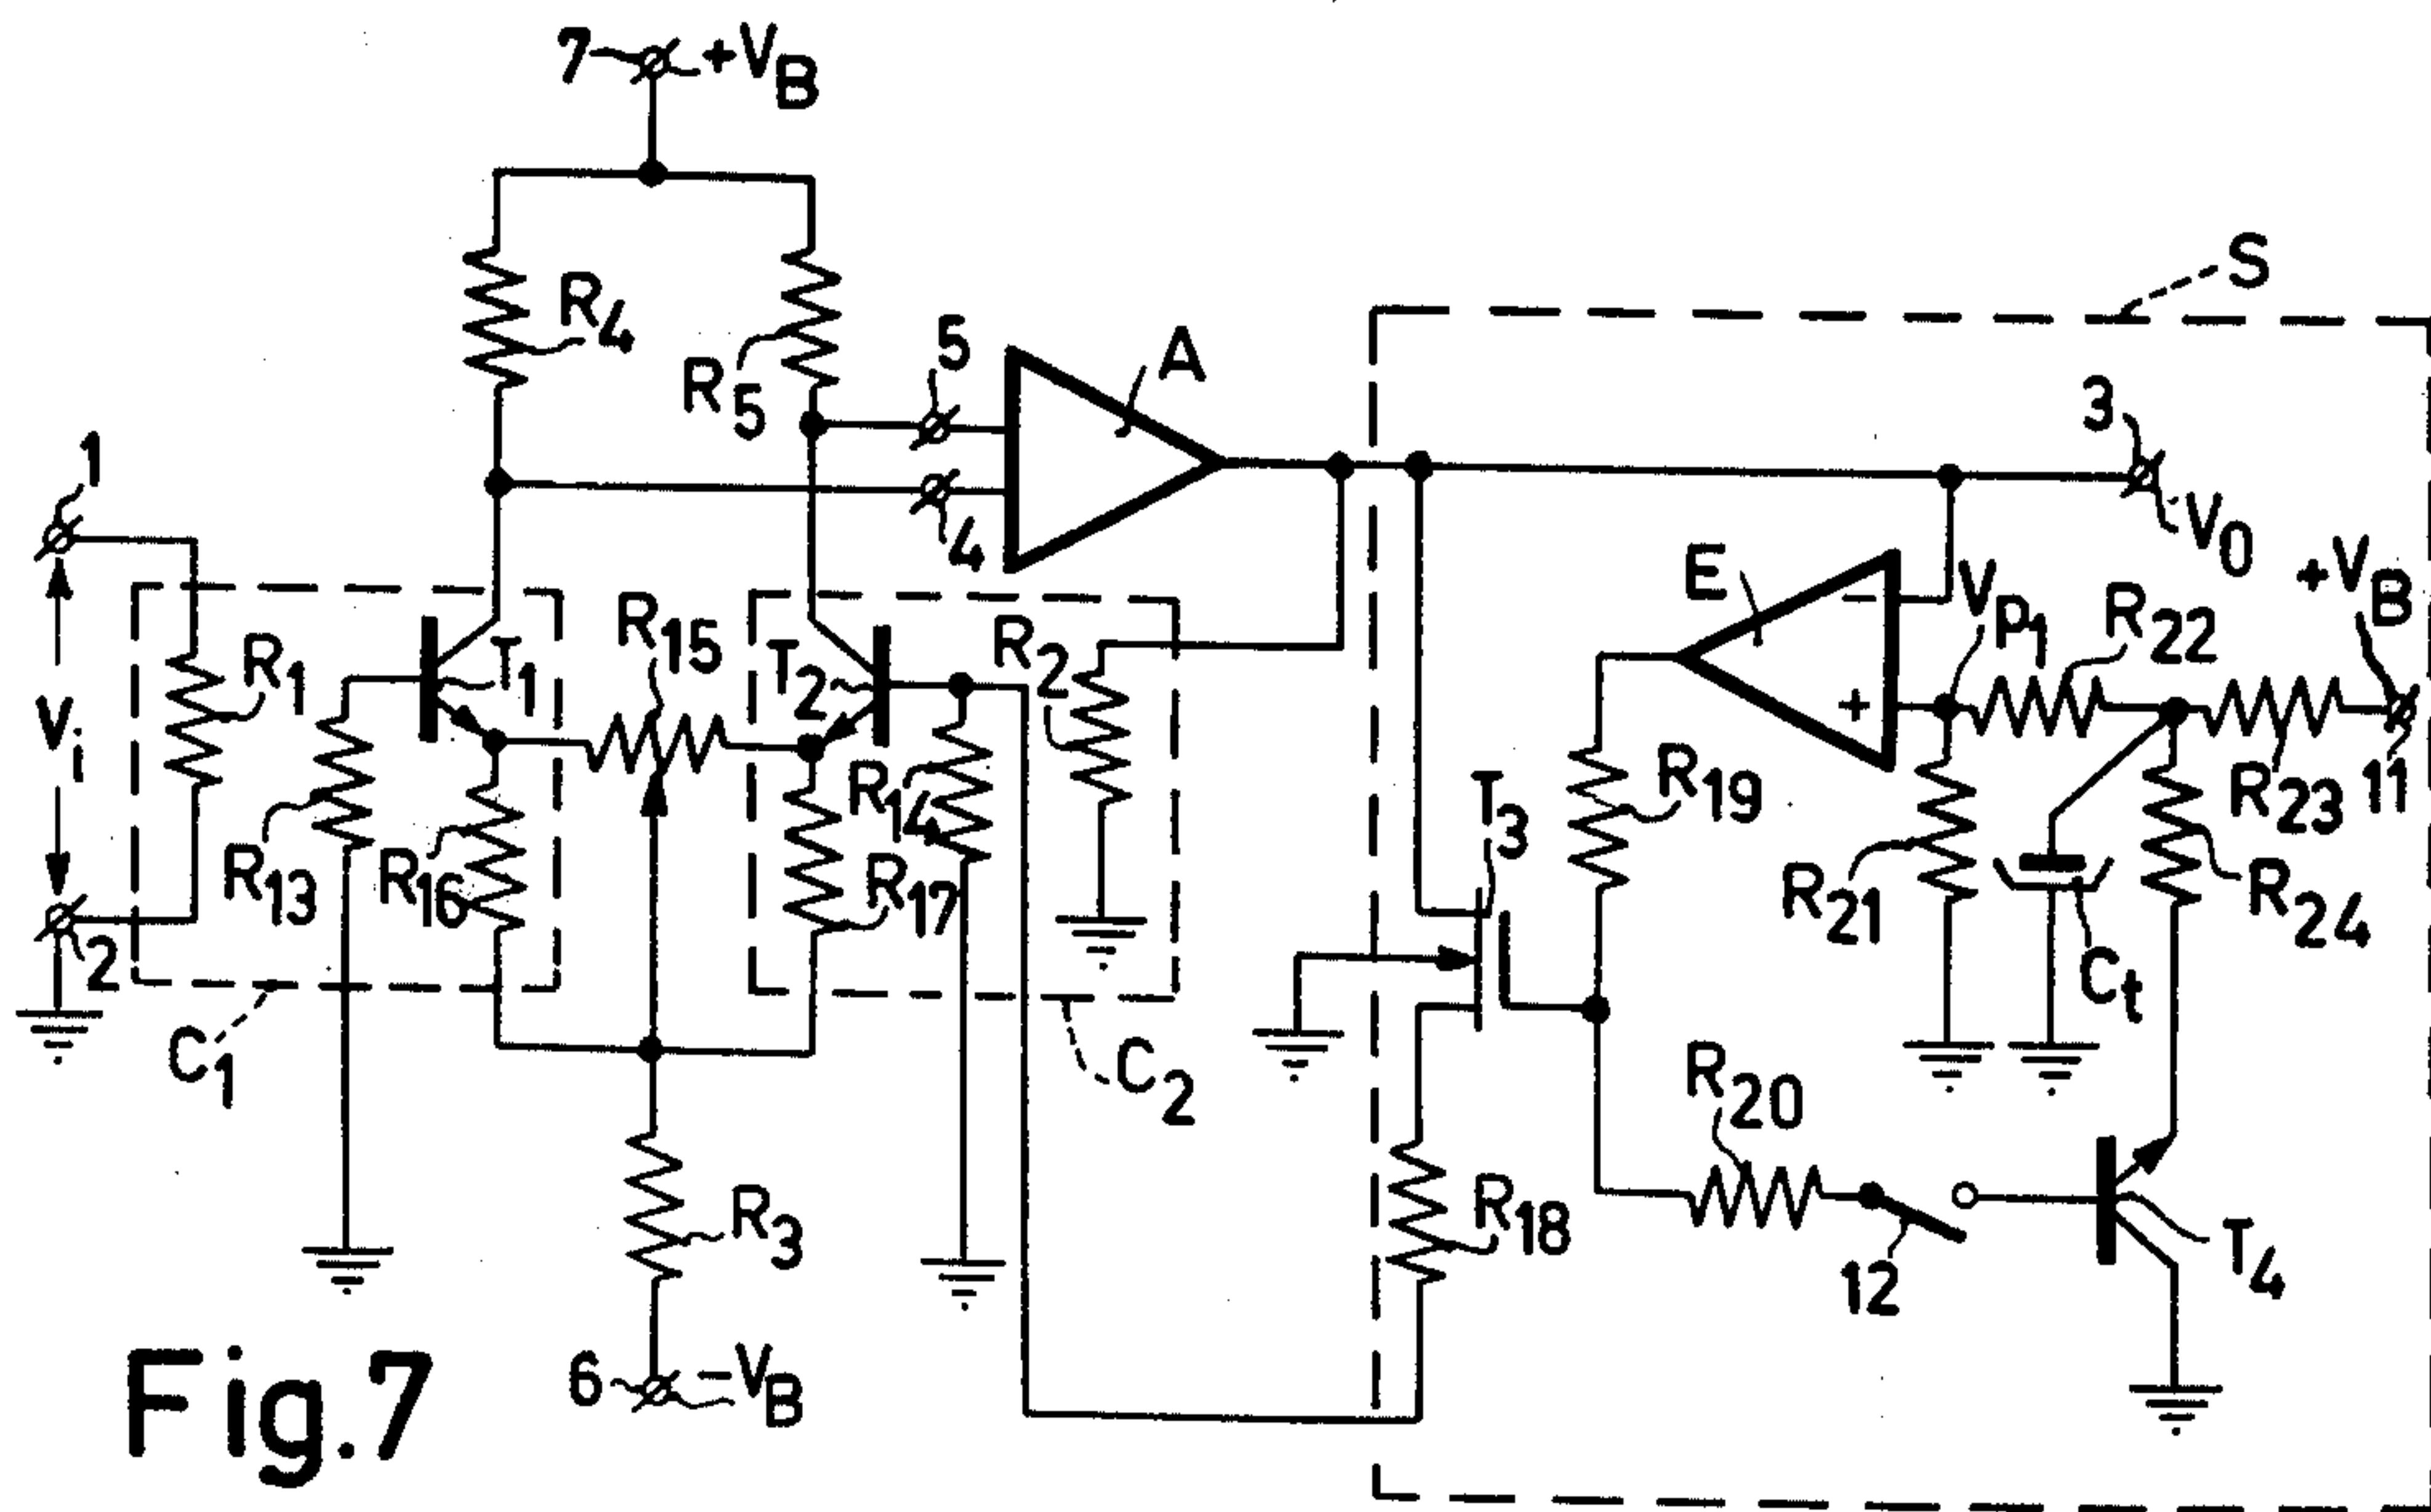 7 +VB
S
R4
5
A
R5
3
1
4
V0
+VB
E
VP1
R22
R15
R2
R1
T1
T2
−
Vi
+
R14
R19
R23
11
T3
R13
R16
R17
R21
R24
2
Ct
C1
C2
R20
R3
R18
12
T4
6 −VB
Fig.7